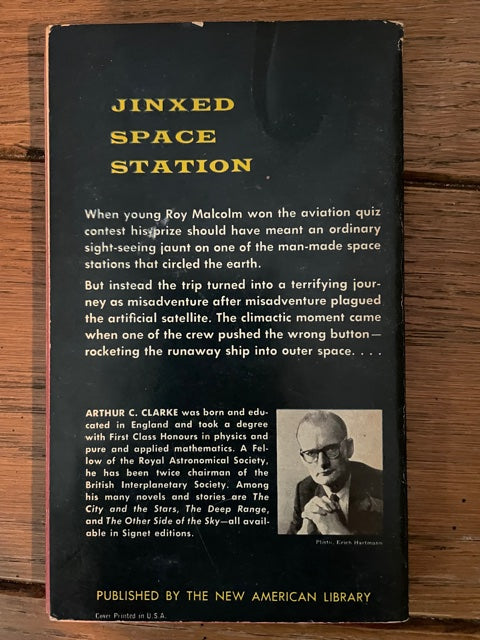 JINXED
SPACE
STATION
When young Roy Malcolm won the aviation quiz
contest his prize should have meant an ordinary
sight-seeing jaunt on one of the man-made space
stations that circled the earth.
But instead the trip turned into a terrifying jour-
ney as misadventure after misadventure plagued
the artificial satellite. The climactic moment came
when one of the crew pushed the wrong button—
rocketing the runaway ship into outer space. . . .
ARTHUR C. CLARKE was born and edu-
cated in England and took a degree
with First Class Honours in physics and
pure and applied mathematics. A Fel-
low of the Royal Astronomical Society,
he has been twice chairman of the
British Interplanetary Society. Among
his many novels and stories are The
City and the Stars, The Deep Range,
and The Other Side of the Sky—all avail-
able in Signet editions.
Photo, Erich Hartmann
PUBLISHED BY THE NEW AMERICAN LIBRARY
Cover Printed in U.S.A.